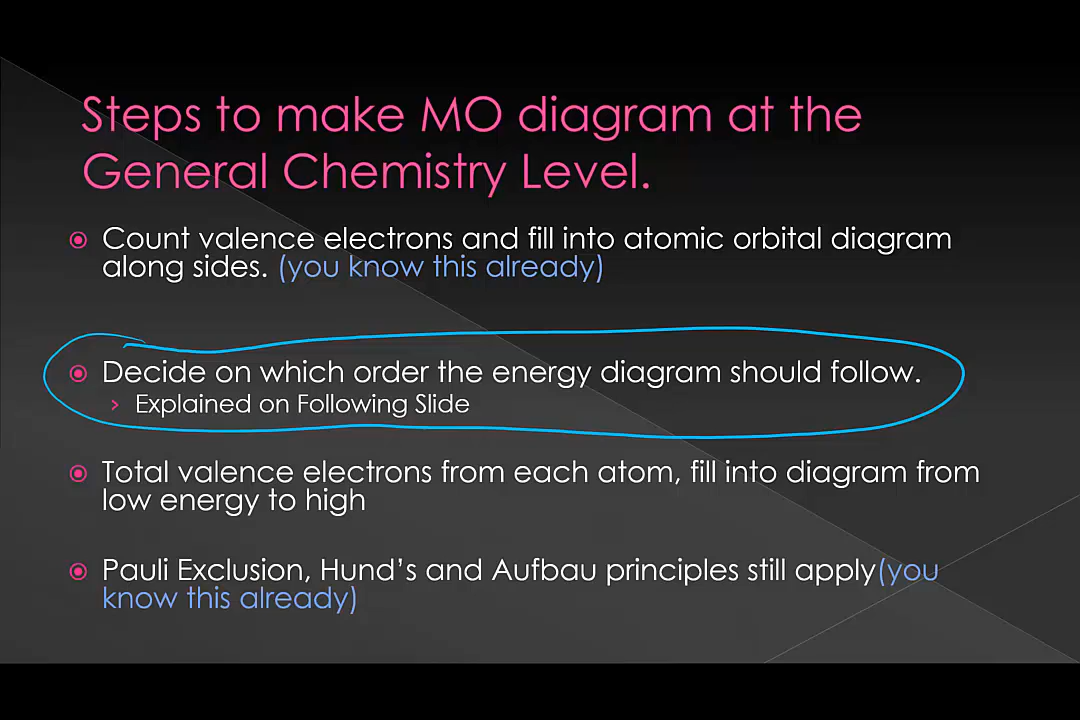 Steps to make MO diagram at the
General Chemistry Level.
Count valence electrons and fill into atomic orbital diagram
along sides. (you know this already)
Decide on which order the energy diagram should follow.
Explained on Following Slide
Total valence electrons from each atom, fill into diagram from
low energy to high
Pauli Exclusion, Hund's and Aufbau principles still apply(you
know this already)